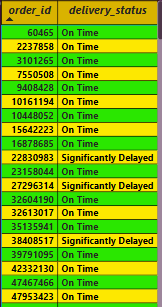 order_id delivery_status
60465 On Time
2237858 On Time
3101265 On Time
7550508 On Time
9408428 On Time
10161194 On Time
10448052 On Time
15642223 On Time
16878685 On Time
22830983 Significantly Delayed
23158044 On Time
27296314 Significantly Delayed
32604190 On Time
32613017 On Time
35135941 On Time
38408517 Significantly Delayed
39791095 On Time
42332130 On Time
47467466 On Time
47953423 On Time